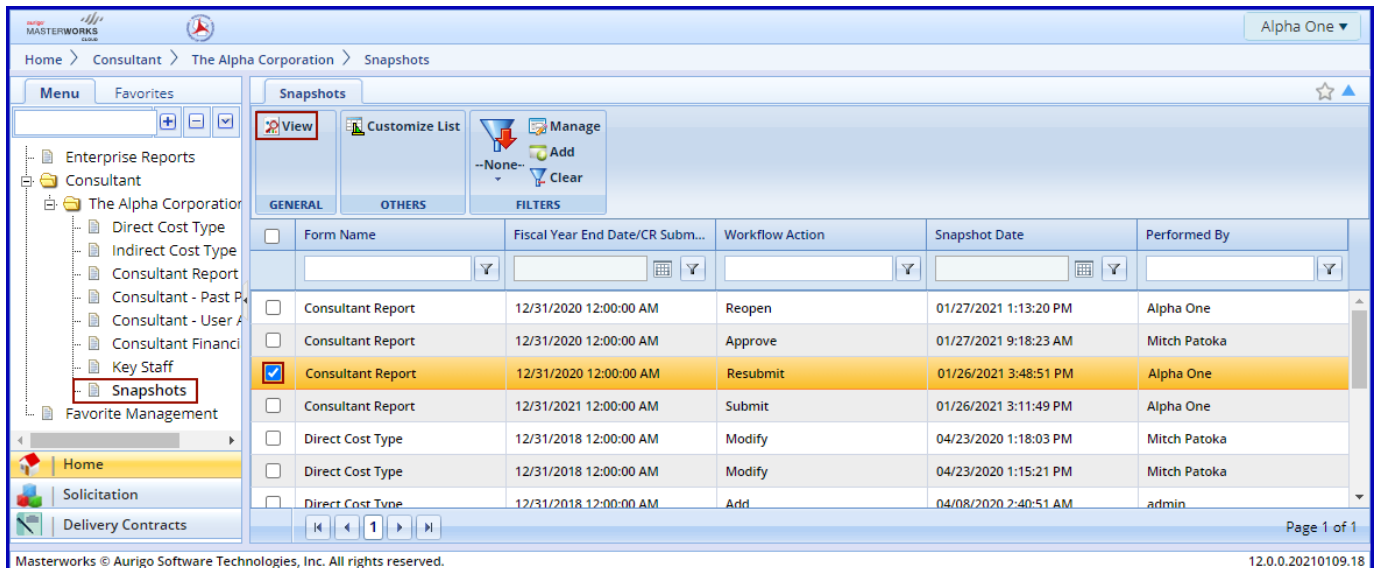 aurigo
MASTERWORKS
CLOUD
Alpha One ▼
Home > Consultant > The Alpha Corporation > Snapshots
Menu Favorites
Enterprise Reports
Consultant
The Alpha Corporation
Direct Cost Type
Indirect Cost Type
Consultant Report
Consultant - Past P
Consultant - User A
Consultant Financi
Key Staff
Snapshots
Favorite Management
Home
Solicitation
Delivery Contracts
Snapshots
View
GENERAL
Customize List
OTHERS
--None--
Manage
Add
Clear
FILTERS
Form Name Fiscal Year End Date/CR Subm... Workflow Action Snapshot Date Performed By
Consultant Report 12/31/2020 12:00:00 AM Reopen 01/27/2021 1:13:20 PM Alpha One
Consultant Report 12/31/2020 12:00:00 AM Approve 01/27/2021 9:18:23 AM Mitch Patoka
Consultant Report 12/31/2020 12:00:00 AM Resubmit 01/26/2021 3:48:51 PM Alpha One
Consultant Report 12/31/2021 12:00:00 AM Submit 01/26/2021 3:11:49 PM Alpha One
Direct Cost Type 12/31/2018 12:00:00 AM Modify 04/23/2020 1:18:03 PM Mitch Patoka
Direct Cost Type 12/31/2018 12:00:00 AM Modify 04/23/2020 1:15:21 PM Mitch Patoka
Direct Cost Type 12/31/2018 12:00:00 AM Add 04/08/2020 2:40:51 AM admin
1
Page 1 of 1
Masterworks © Aurigo Software Technologies, Inc. All rights reserved. 12.0.0.20210109.18